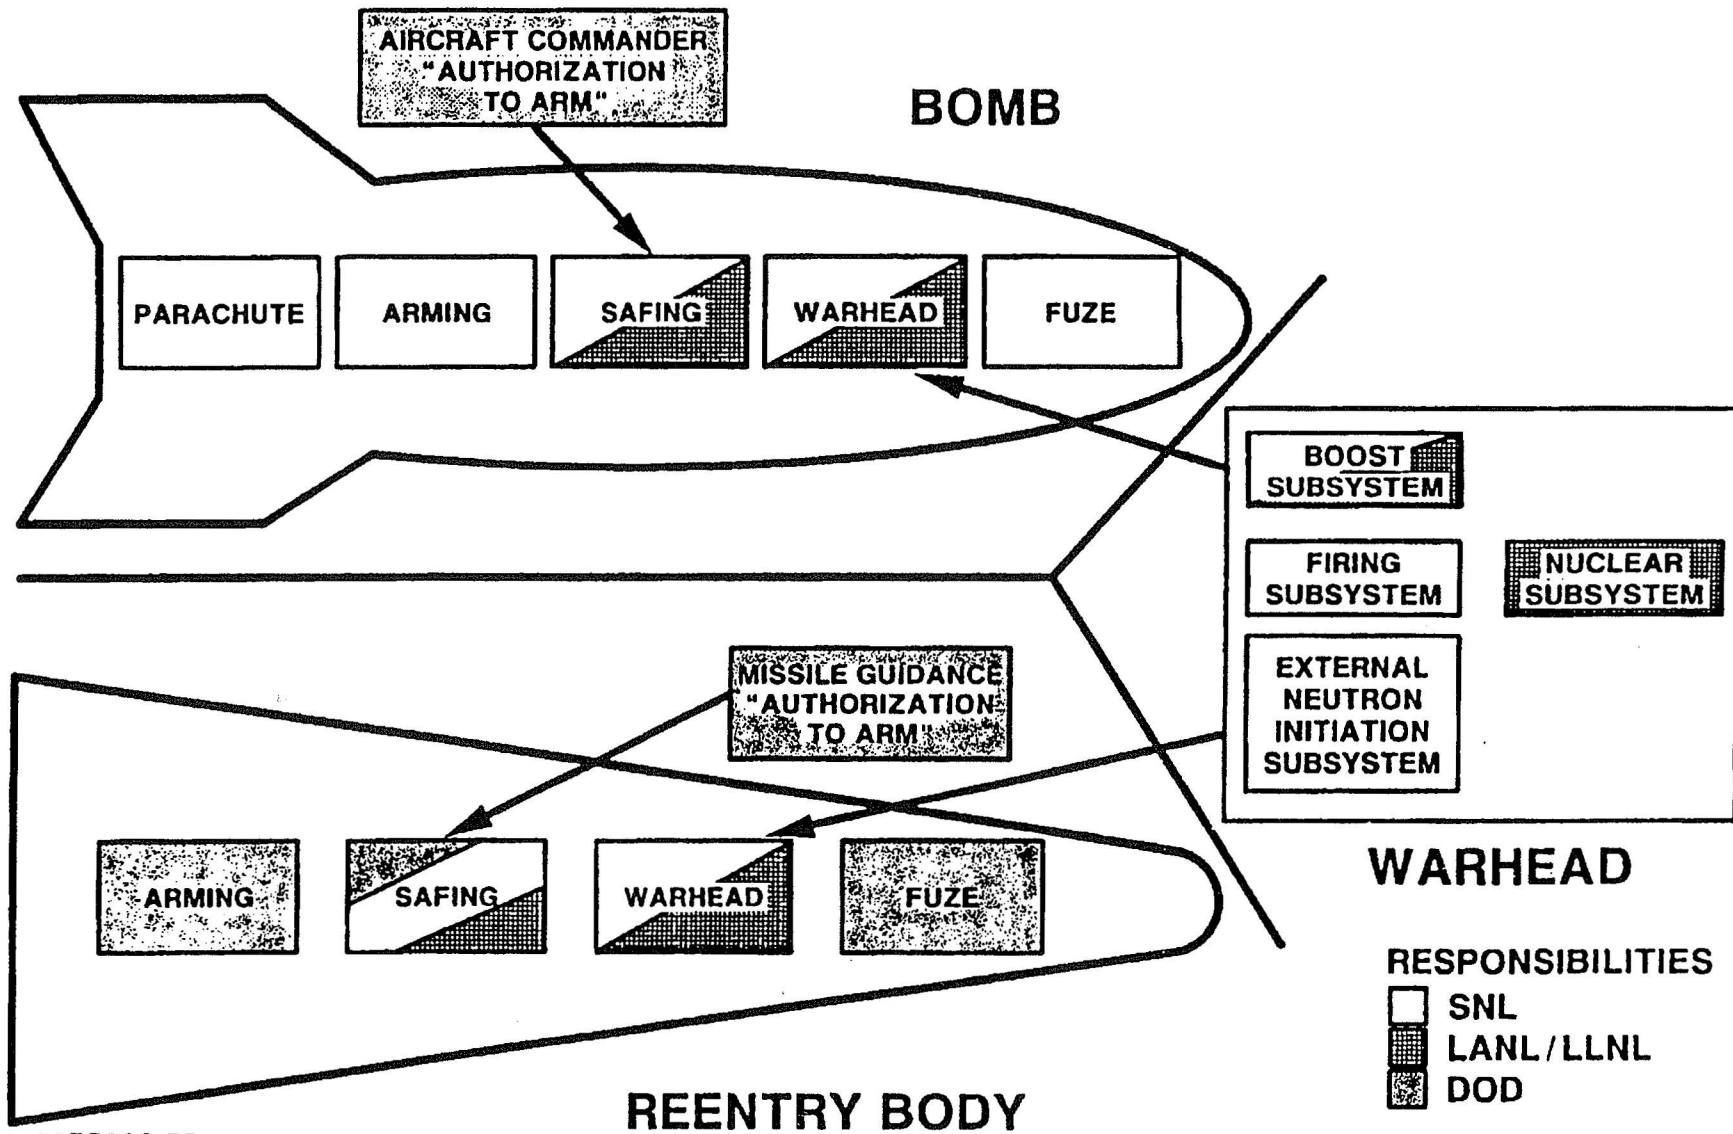 AIRCRAFT COMMANDER
"AUTHORIZATION
TO ARM"
BOMB
PARACHUTE
ARMING
SAFING
WARHEAD
FUZE
BOOST
SUBSYSTEM
FIRING
SUBSYSTEM
NUCLEAR
SUBSYSTEM
EXTERNAL
NEUTRON
INITIATION
SUBSYSTEM
MISSILE GUIDANCE
"AUTHORIZATION
TO ARM"
ARMING
SAFING
WARHEAD
FUZE
WARHEAD
RESPONSIBILITIES
SNL
LANL/LLNL
DOD
REENTRY BODY